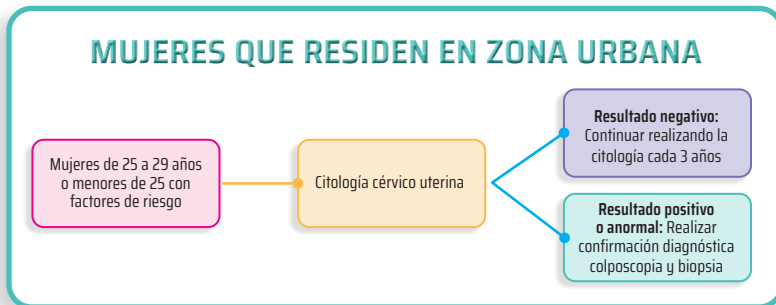 MUJERES QUE RESIDEN EN ZONA URBANA
Mujeres de 25 a 29 años
o menores de 25 con
factores de riesgo
Citología cérvico uterina
Resultado negativo:
Continuar realizando la
citología cada 3 años
Resultado positivo
o anormal: Realizar
confirmación diagnóstica
colposcopia y biopsia